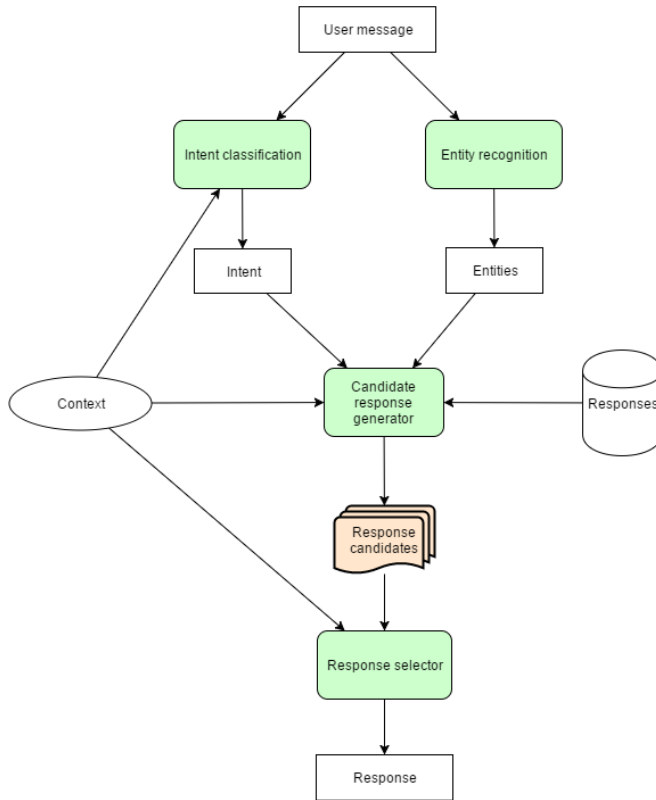 User message
Intent classification
Entity recognition
Intent
Entities
Context
Candidate
response
generator
Responses
Response
candidates
Response selector
Response